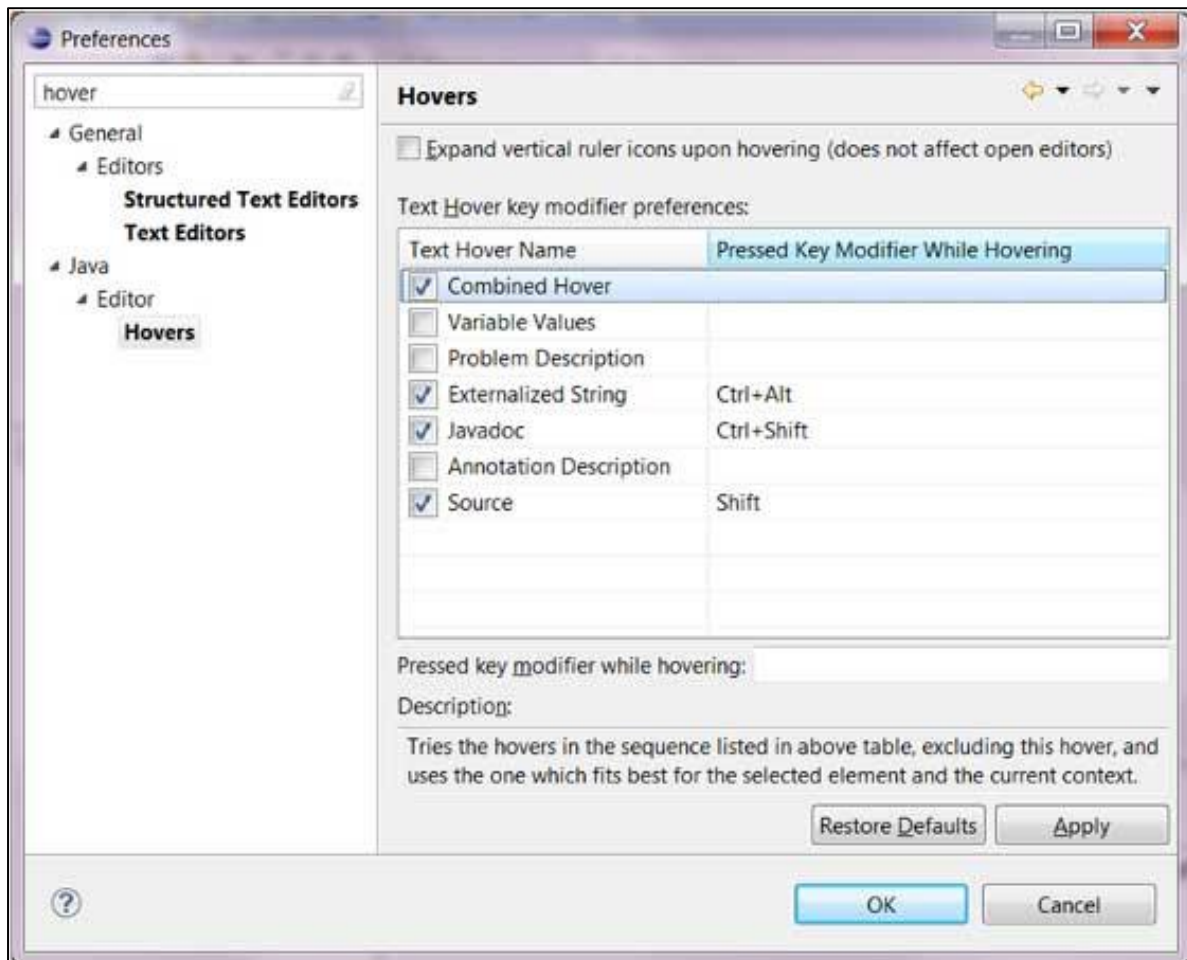 Preferences
hover
General
Editors
Structured Text Editors
Text Editors
Java
Editor
Hovers
Hovers
Expand vertical ruler icons upon hovering (does not affect open editors)
Text Hover key modifier preferences:
Text Hover Name Pressed Key Modifier While Hovering
Combined Hover
Variable Values
Problem Description
Externalized String Ctrl+Alt
Javadoc Ctrl+Shift
Annotation Description
Source Shift
Pressed key modifier while hovering:
Description:
Tries the hovers in the sequence listed in above table, excluding this hover, and
uses the one which fits best for the selected element and the current context.
Restore Defaults Apply
? OK Cancel